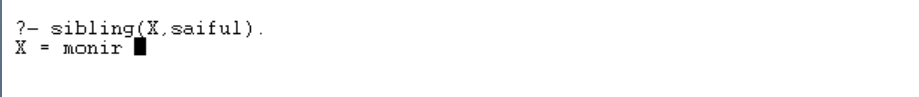 ?- sibling(X,saiful).
X = monir